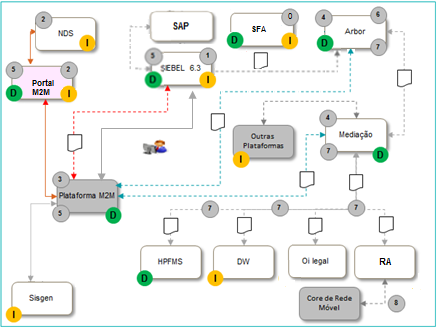 2
NDS
I
SAP
SFA
0
D
I
4
6
Arbor
D
7
5
2
Portal
M2M
D
I
5
1
SEBEL 6.3
D
I
Outras
Plataformas
I
4
Mediação
7
D
3
Plataforma M2M
5
D
7
7
7
Sisgen
I
HPFMS
D
DW
I
Oi legal
RA
Core de Rede
Móvel
8